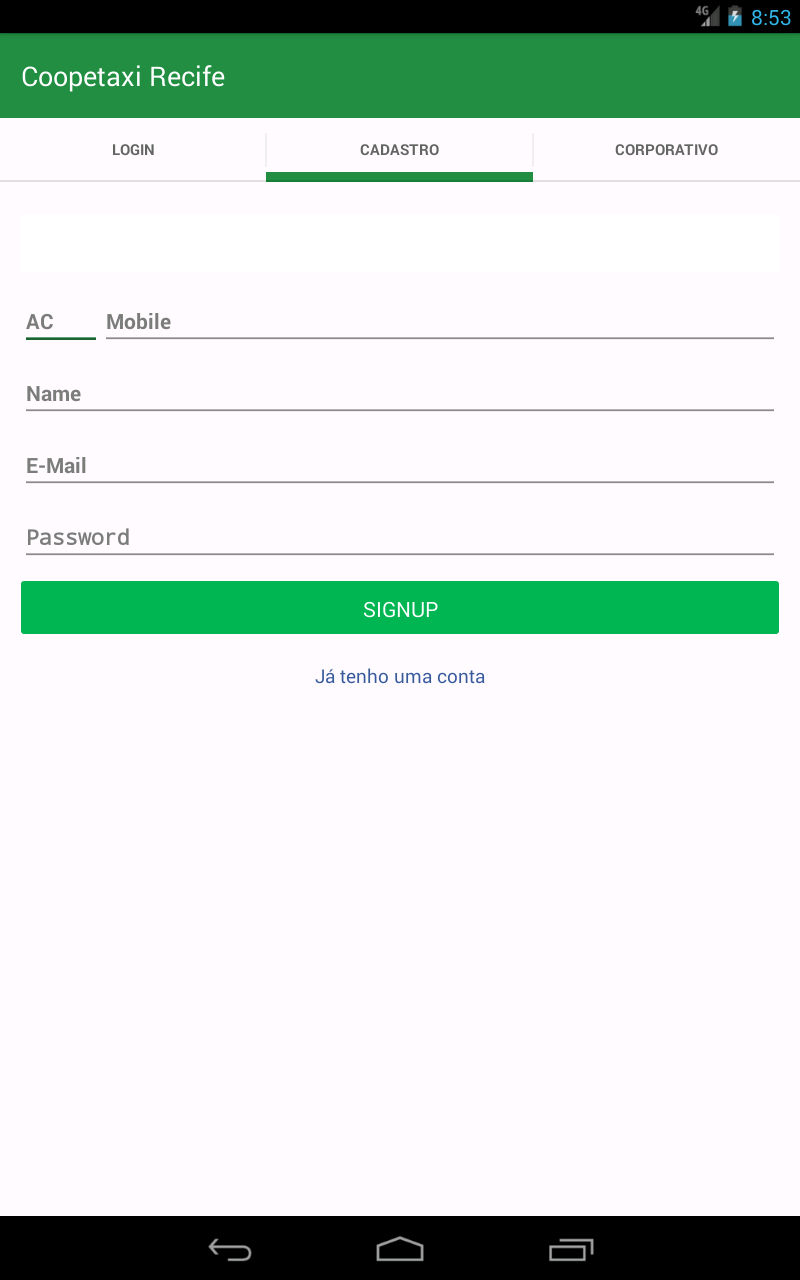 4G 8:53
Coopetaxi Recife
LOGIN CADASTRO CORPORATIVO
AC Mobile
Name
E-Mail
Password
SIGNUP
Já tenho uma conta